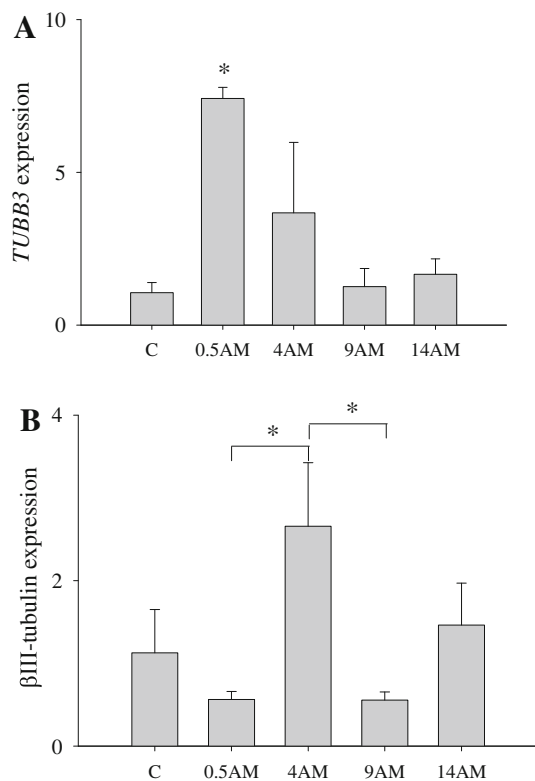 A
10
*
TUBB3 expression
5
0
C 0.5AM 4AM 9AM 14AM
B
4
* *
βIII-tubulin expression
2
0
C 0.5AM 4AM 9AM 14AM